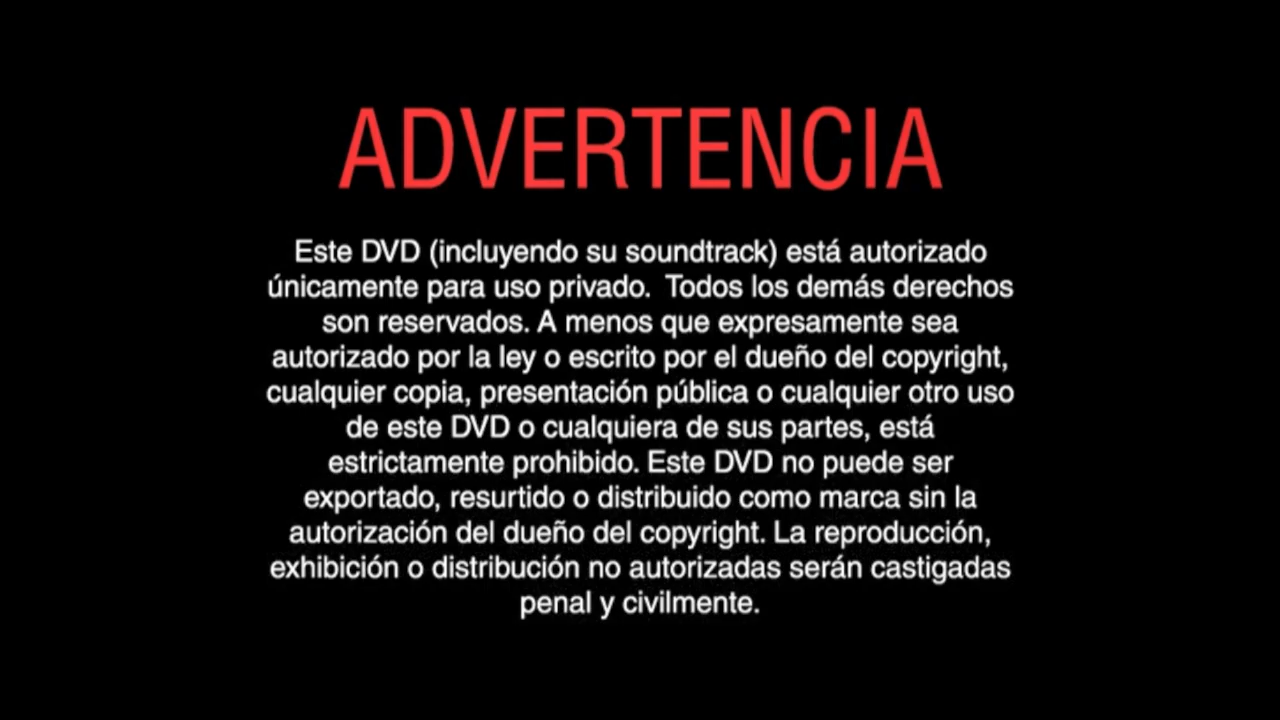 ADVERTENCIA
Este DVD (incluyendo su soundtrack) está autorizado
únicamente para uso privado.  Todos los demás derechos
son reservados. A menos que expresamente sea
autorizado por la ley o escrito por el dueño del copyright,
cualquier copia, presentación pública o cualquier otro uso
de este DVD o cualquiera de sus partes, está
estrictamente prohibido. Este DVD no puede ser
exportado, resurtido o distribuido como marca sin la
autorización del dueño del copyright. La reproducción,
exhibición o distribución no autorizadas serán castigadas
penal y civilmente.